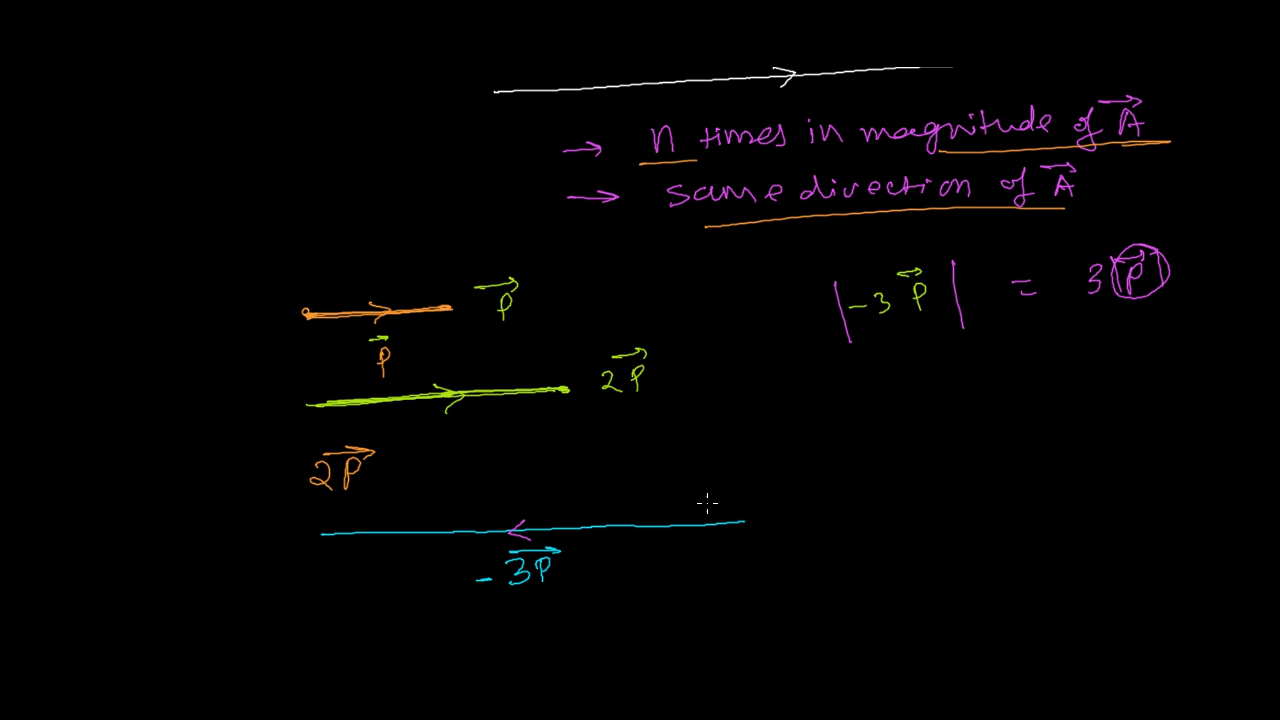 → n times in magnitude of A⃗
→ same direction of A⃗
|-3P⃗| = 3|P⃗|
P⃗
P⃗
2P⃗
2P⃗
-3P⃗